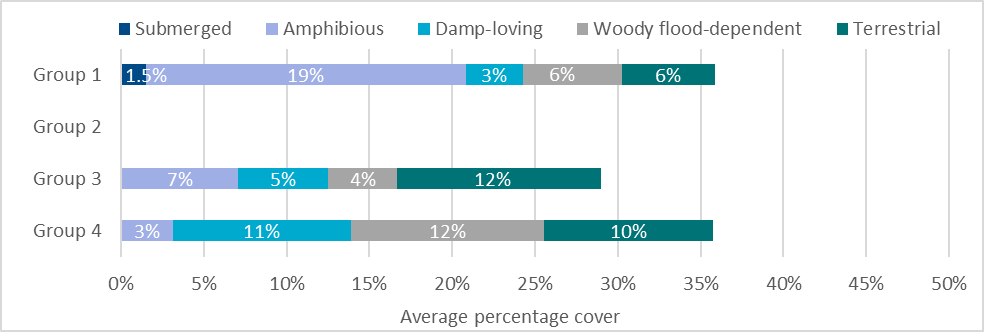 Submerged Amphibious Damp-loving Woody flood-dependent Terrestrial
Group 1 1.5% 19% 3% 6% 6%
Group 2
Group 3 7% 5% 4% 12%
Group 4 3% 11% 12% 10%
0% 5% 10% 15% 20% 25% 30% 35% 40% 45% 50%
Average percentage cover